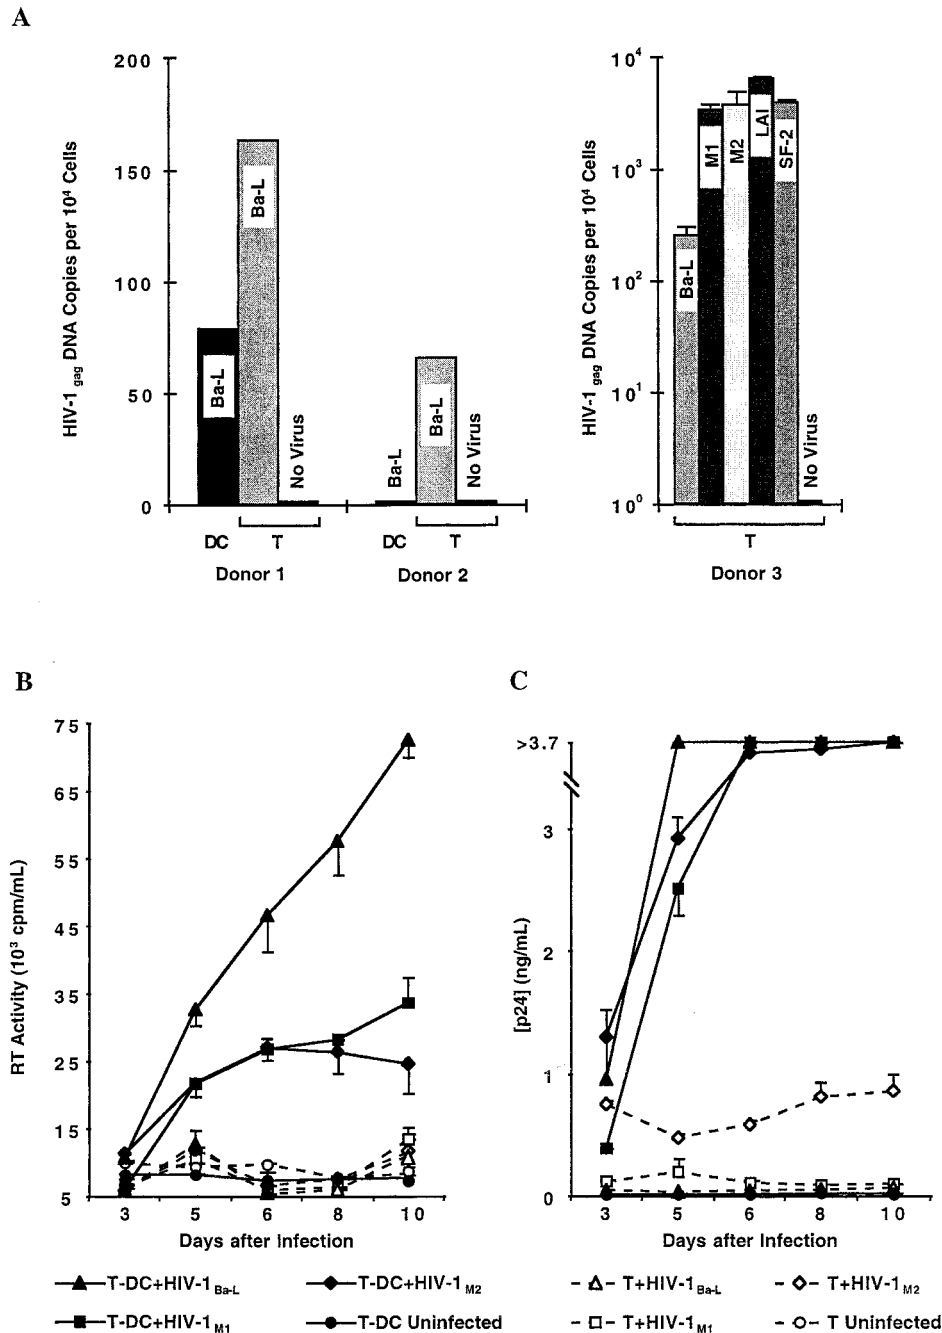 A
HIV-1 gag DNA Copies per 10⁴ Cells
200
150
100
50
0
Ba-L
Ba-L
No Virus
Ba-L
Ba-L
No Virus
DC
T
DC
T
Donor 1
Donor 2
HIV-1 gag DNA Copies per 10⁴ Cells
10⁴
10³
10²
10¹
10⁰
Ba-L
M1
M2
LAI
SF-2
No Virus
T
Donor 3
B
RT Activity (10³ cpm/mL)
75
65
55
45
35
25
15
5
3 5 6 8 10
Days after Infection
C
[p24] (ng/mL)
>3.7
3
2
1
0
3 5 6 8 10
Days after Infection
T-DC+HIV-1Ba-L
T-DC+HIV-1M2
T+HIV-1Ba-L
T+HIV-1M2
T-DC+HIV-1M1
T-DC Uninfected
T+HIV-1M1
T Uninfected